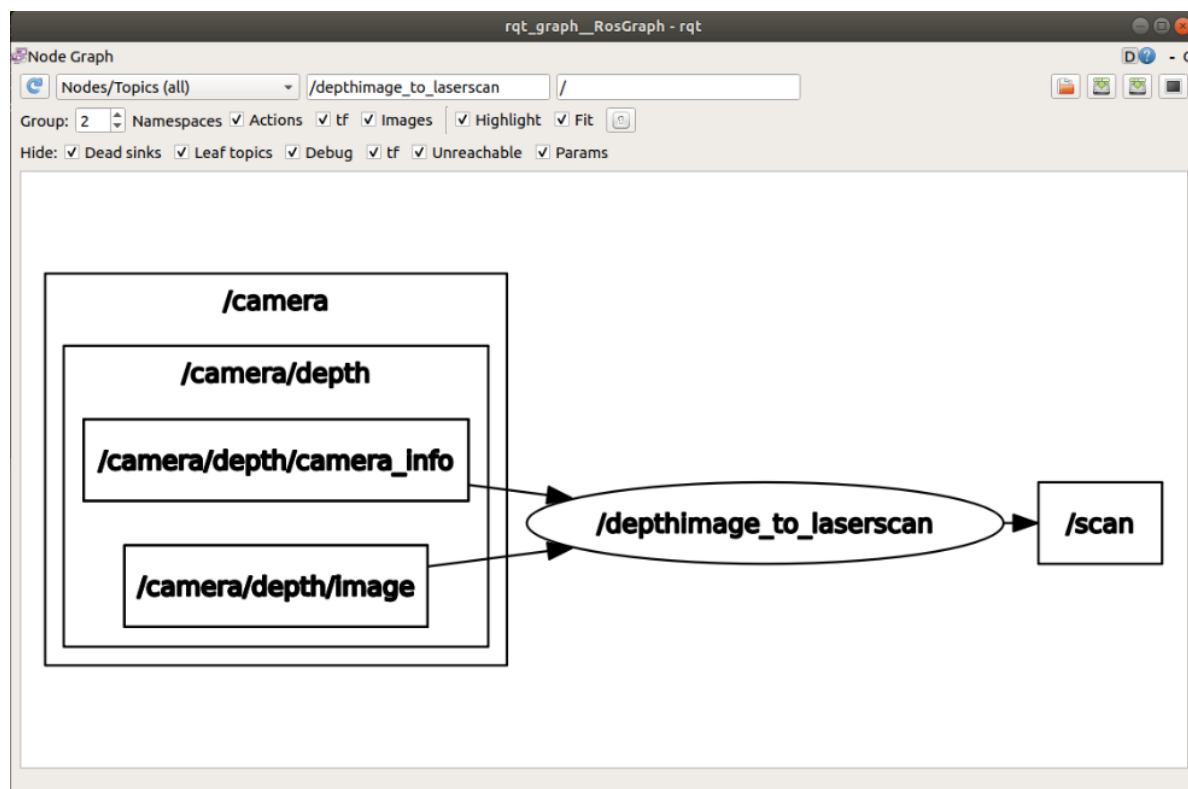 rqt_graph__RosGraph - rqt
Node Graph
D? - 
Nodes/Topics (all) /depthimage_to_laserscan /
Group: 2 Namespaces Actions tf Images Highlight Fit
Hide: Dead sinks Leaf topics Debug tf Unreachable Params
/camera
/camera/depth
/camera/depth/camera_info
/depthimage_to_laserscan
/scan
/camera/depth/image